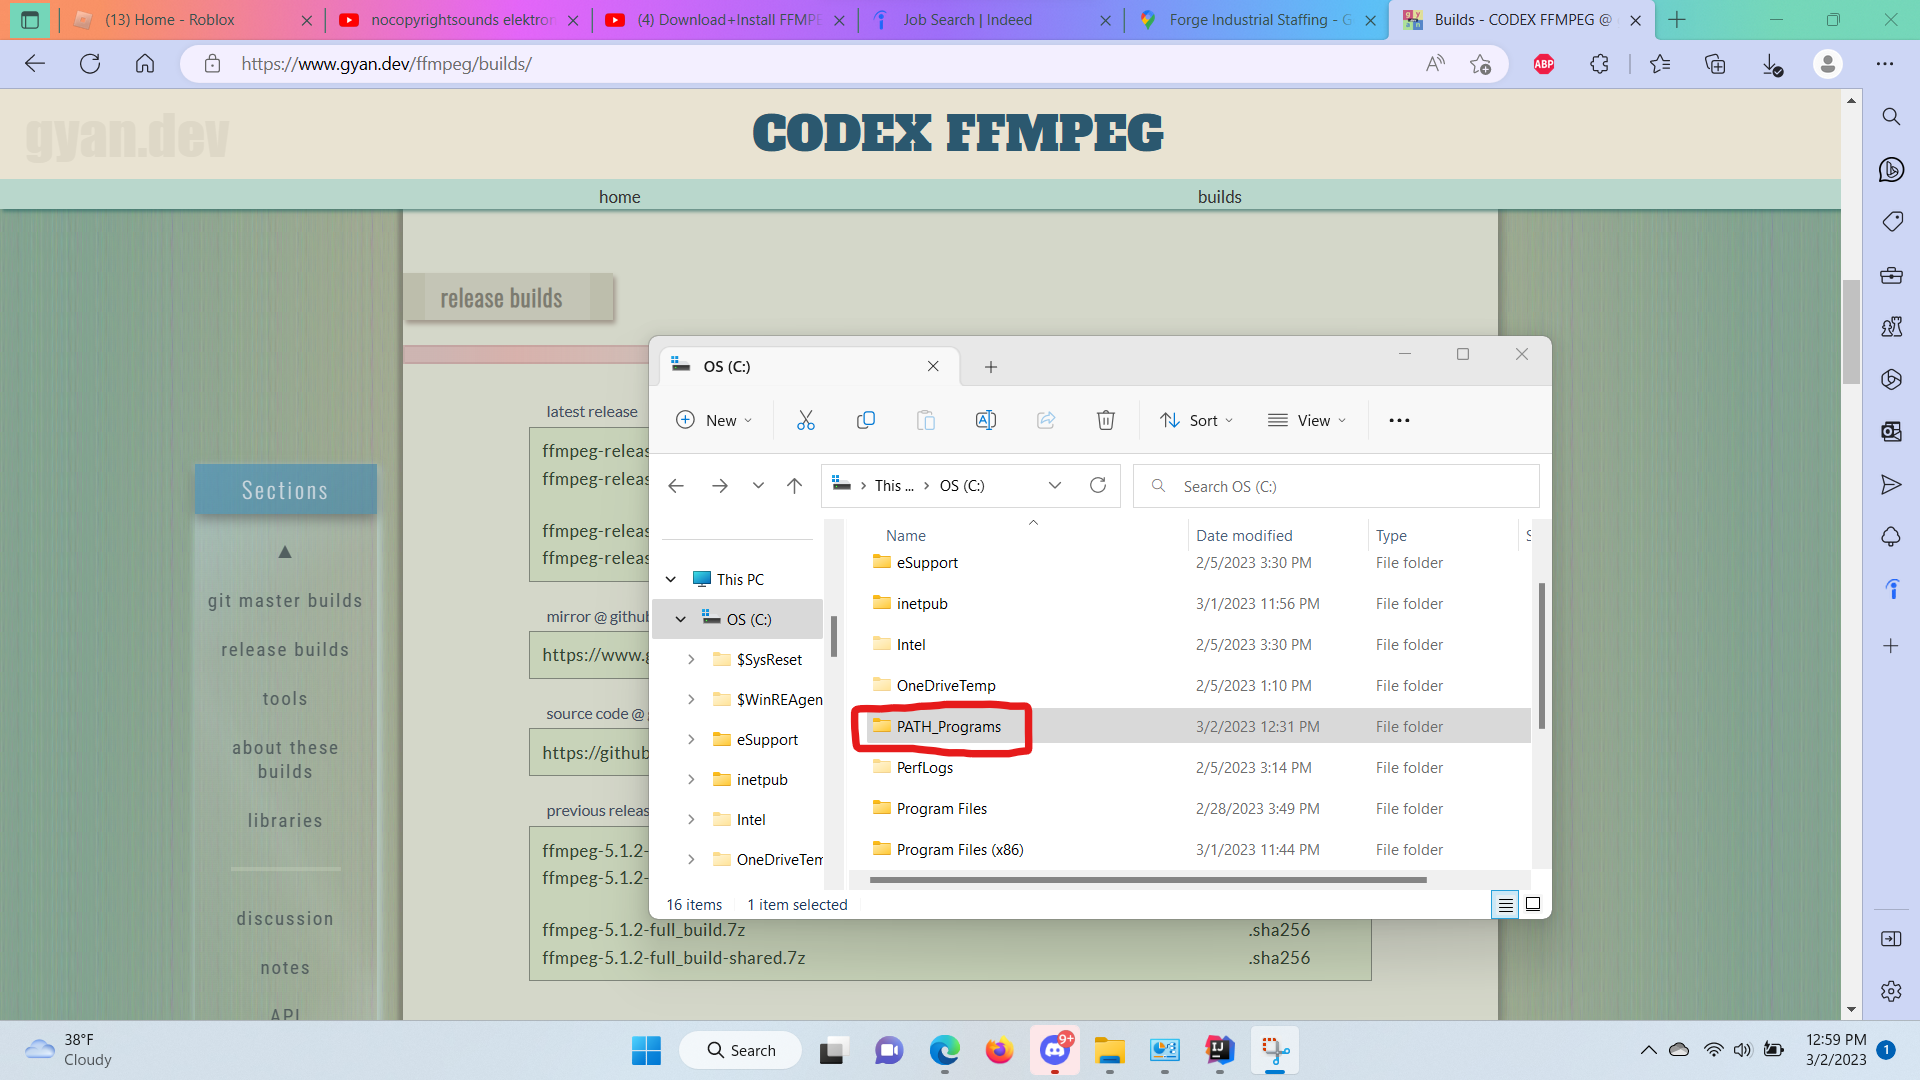 (13) Home - Roblox
nocopyrightsounds elektron
(4) Download+Install FFMPE
Job Search | Indeed
Forge Industrial Staffing - G
Builds - CODEX FFMPEG @
https://www.gyan.dev/ffmpeg/builds/
ABP
gyan.dev
CODEX FFMPEG
home
builds
release builds
Sections
▲
git master builds
release builds
tools
about these
builds
libraries
discussion
notes
API
latest release
ffmpeg-releas
ffmpeg-releas
ffmpeg-releas
ffmpeg-releas
mirror @ github
https://www.g
source code @ g
https://github
previous releas
ffmpeg-5.1.2-
ffmpeg-5.1.2-
ffmpeg-5.1.2-full_build.7z .sha256
ffmpeg-5.1.2-full_build-shared.7z .sha256
OS (C:)
New
Sort
View
This ... > OS (C:)
Search OS (C:)
This PC
OS (C:)
$SysReset
$WinREAgen
eSupport
inetpub
Intel
OneDriveTem
Name Date modified Type S
eSupport 2/5/2023 3:30 PM File folder
inetpub 3/1/2023 11:56 PM File folder
Intel 2/5/2023 3:30 PM File folder
OneDriveTemp 2/5/2023 1:10 PM File folder
PATH_Programs 3/2/2023 12:31 PM File folder
PerfLogs 2/5/2023 3:14 PM File folder
Program Files 2/28/2023 3:49 PM File folder
Program Files (x86) 3/1/2023 11:44 PM File folder
16 items 1 item selected
38°F
Cloudy
Search
9+
12:59 PM
3/2/2023
1